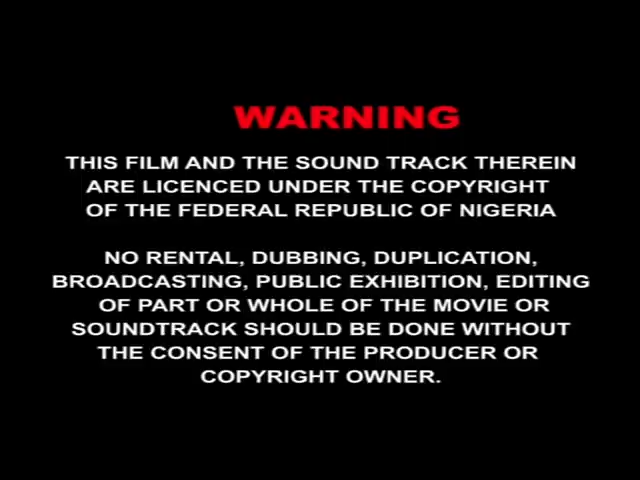 WARNING
THIS FILM AND THE SOUND TRACK THEREIN
ARE LICENCED UNDER THE COPYRIGHT
OF THE FEDERAL REPUBLIC OF NIGERIA
NO RENTAL, DUBBING, DUPLICATION,
BROADCASTING, PUBLIC EXHIBITION, EDITING
OF PART OR WHOLE OF THE MOVIE OR
SOUNDTRACK SHOULD BE DONE WITHOUT
THE CONSENT OF THE PRODUCER OR
COPYRIGHT OWNER.